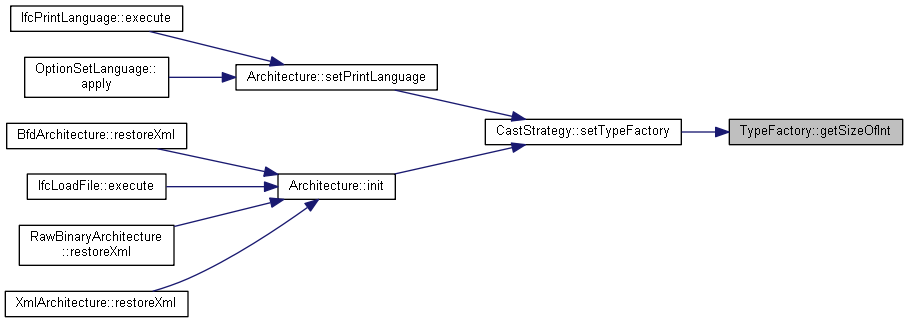 IfcPrintLanguage::execute
OptionSetLanguage::
apply
Architecture::setPrintLanguage
BfdArchitecture::restoreXml
CastStrategy::setTypeFactory
TypeFactory::getSizeOfInt
IfcLoadFile::execute
Architecture::init
RawBinaryArchitecture
::restoreXml
XmlArchitecture::restoreXml